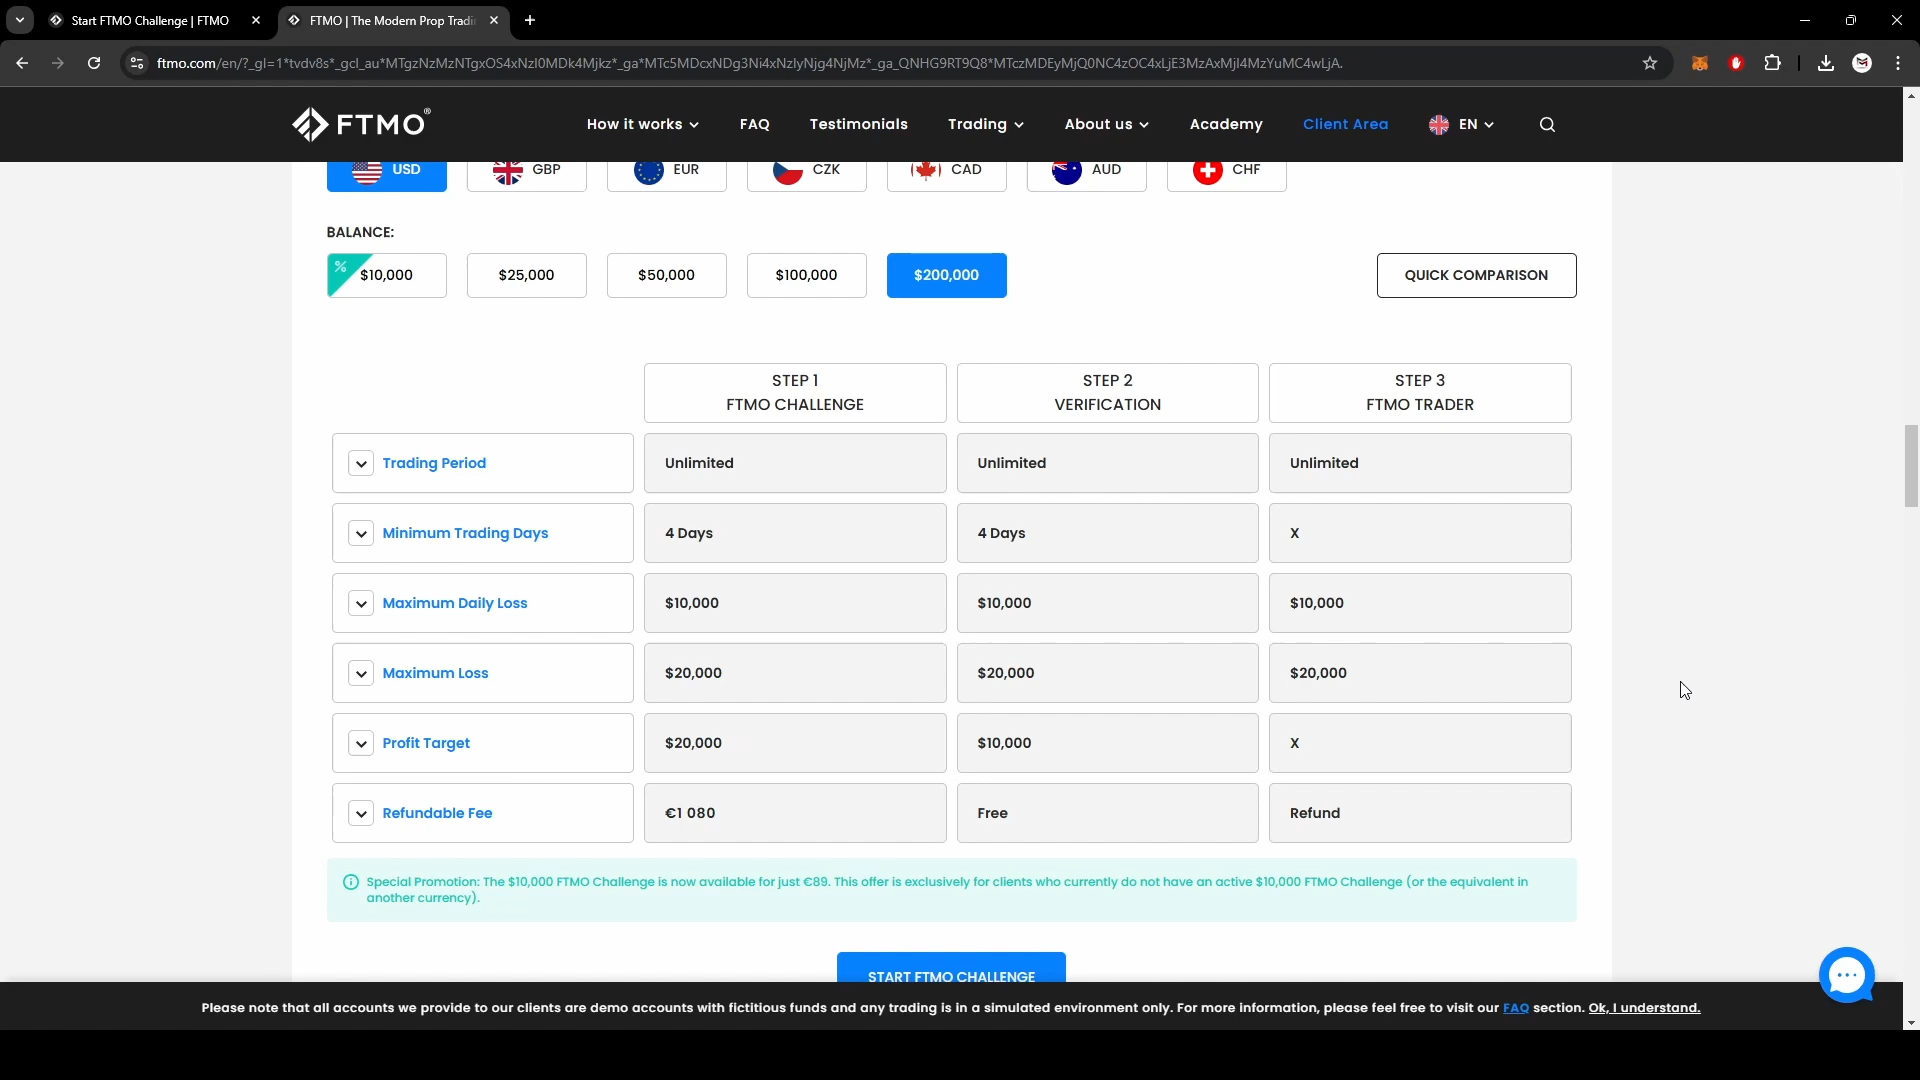 Start FTMO Challenge | FTMO
FTMO | The Modern Prop Tradi
ftmo.com/en/?_gl=1*tvdv8s*_gcl_au*MTgzNzMzNTgxOS4xNzI0MDk4Mjkz*_ga*MTc5MDcxNDg3Ni4xNzIyNjg4NjMz*_ga_QNHG9RT9Q8*MTczMDEyMjQ0NC4zOC4xLjE3MzAxMjI4MzYuMC4wLjA.
FTMO®
How it works
FAQ
Testimonials
Trading
About us
Academy
Client Area
EN
USD
GBP
EUR
CZK
CAD
AUD
CHF
BALANCE:
% $10,000
$25,000
$50,000
$100,000
$200,000
QUICK COMPARISON
STEP 1
FTMO CHALLENGE
STEP 2
VERIFICATION
STEP 3
FTMO TRADER
Trading Period
Unlimited
Unlimited
Unlimited
Minimum Trading Days
4 Days
4 Days
X
Maximum Daily Loss
$10,000
$10,000
$10,000
Maximum Loss
$20,000
$20,000
$20,000
Profit Target
$20,000
$10,000
X
Refundable Fee
€1 080
Free
Refund
Special Promotion: The $10,000 FTMO Challenge is now available for just €89. This offer is exclusively for clients who currently do not have an active $10,000 FTMO Challenge (or the equivalent in
another currency).
START FTMO CHALLENGE
Please note that all accounts we provide to our clients are demo accounts with fictitious funds and any trading is in a simulated environment only. For more information, please feel free to visit our FAQ section. Ok, I understand.